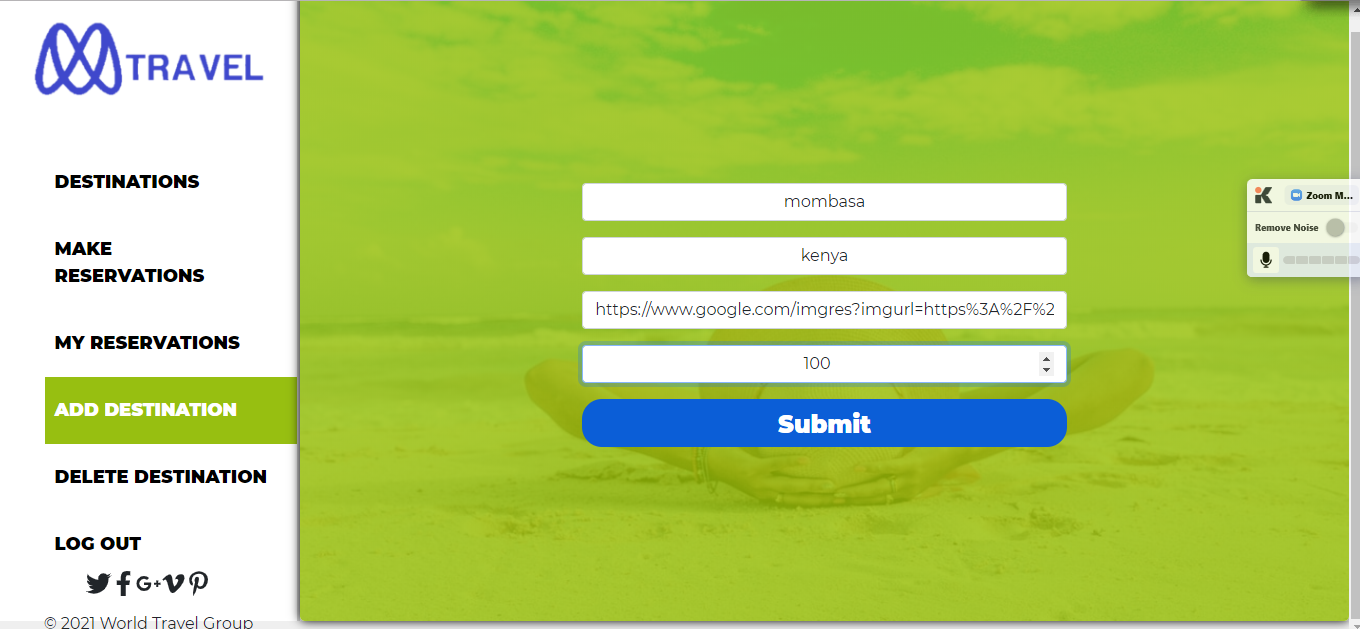 TRAVEL
DESTINATIONS
MAKE
RESERVATIONS
MY RESERVATIONS
ADD DESTINATION
DELETE DESTINATION
LOG OUT
G+
© 2021 World Travel Group
mombasa
kenya
https://www.google.com/imgres?imgurl=https%3A%2F%2
100
Submit
Zoom M...
Remove Noise